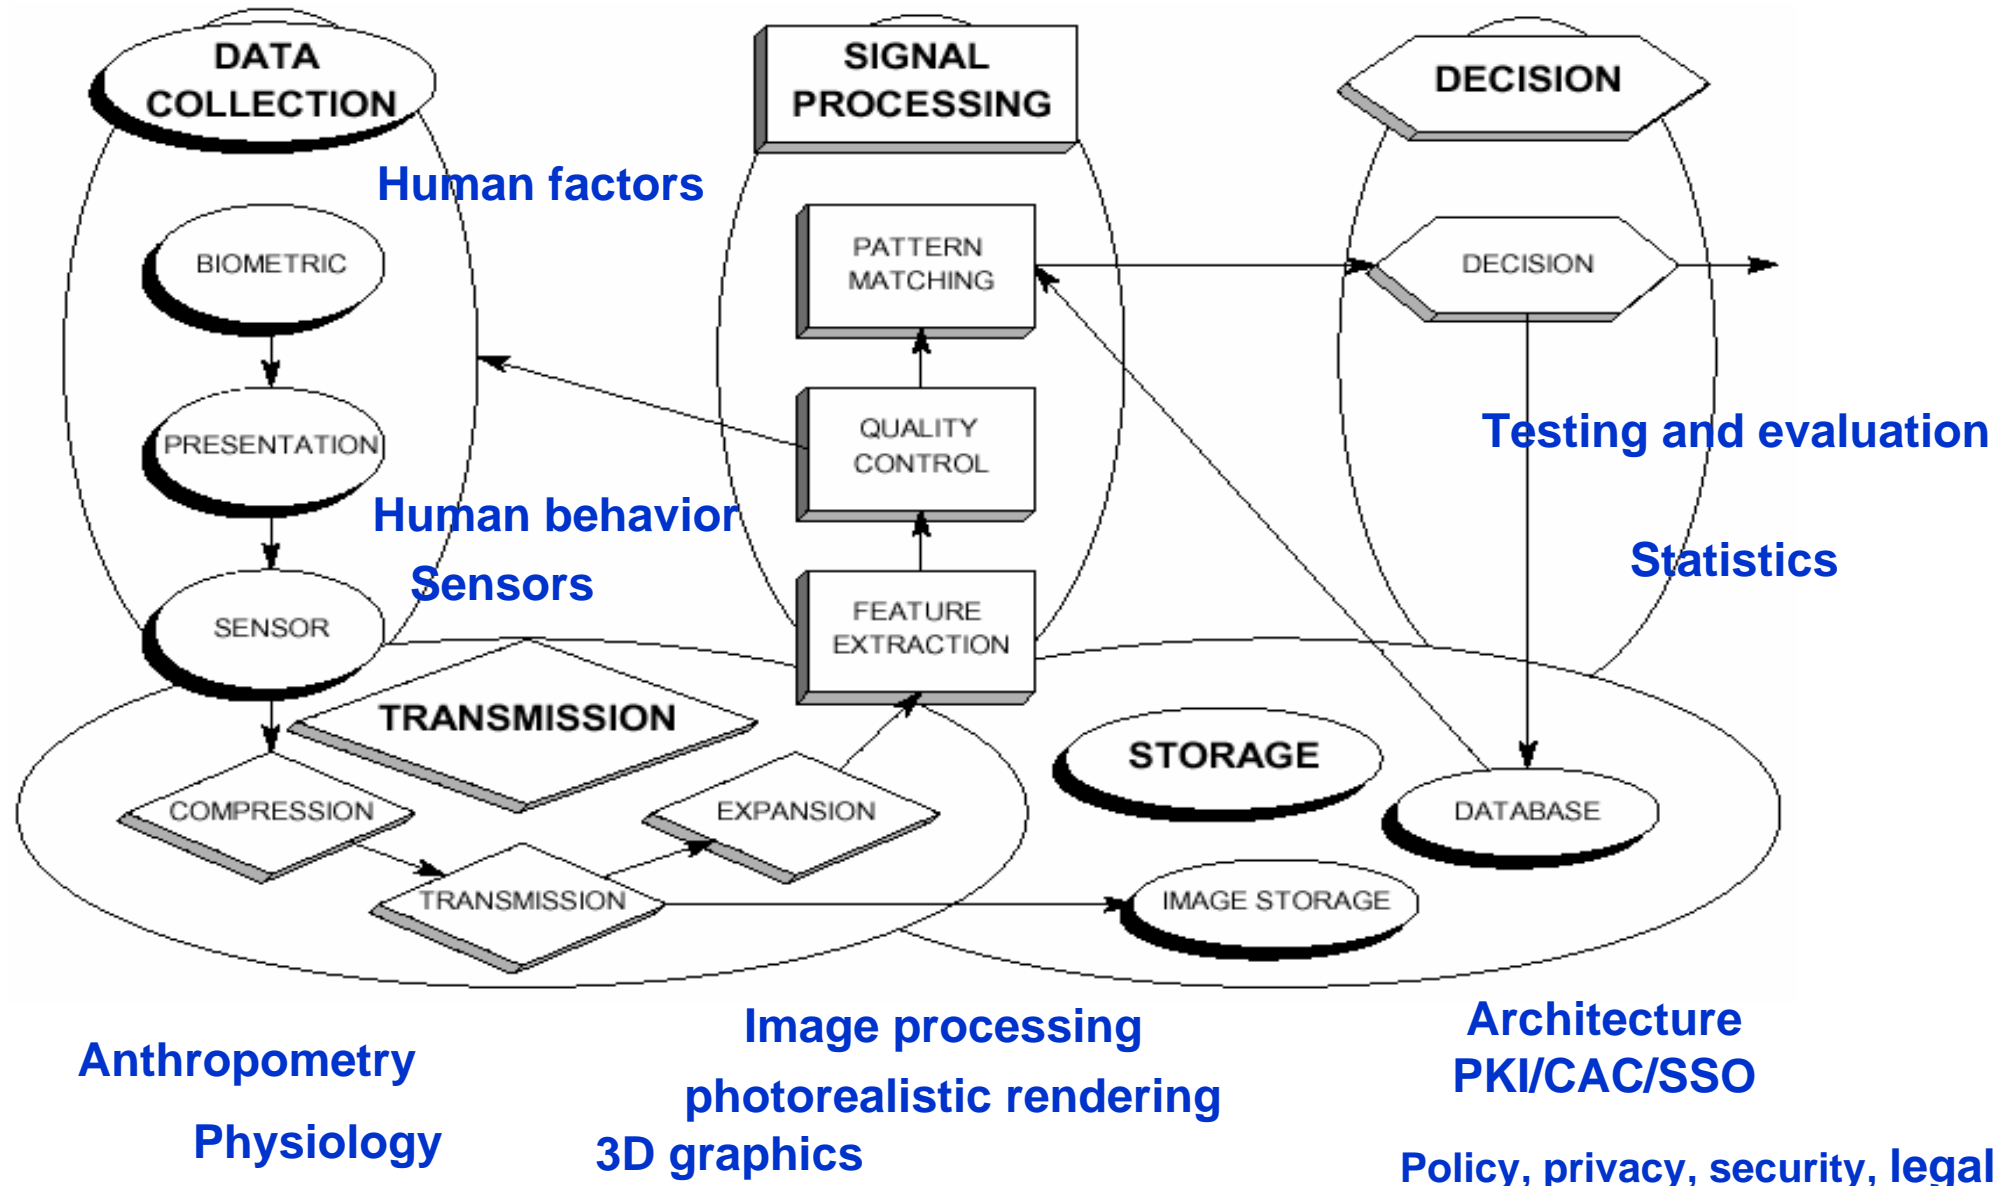 DATA
COLLECTION
SIGNAL
PROCESSING
DECISION
Human factors
BIOMETRIC
PATTERN
MATCHING
DECISION
PRESENTATION
QUALITY
CONTROL
Testing and evaluation
Human behavior
Sensors
Statistics
SENSOR
FEATURE
EXTRACTION
TRANSMISSION
STORAGE
COMPRESSION
EXPANSION
DATABASE
TRANSMISSION
IMAGE STORAGE
Anthropometry
Physiology
Image processing
photorealistic rendering
3D graphics
Architecture
PKI/CAC/SSO
Policy, privacy, security, legal